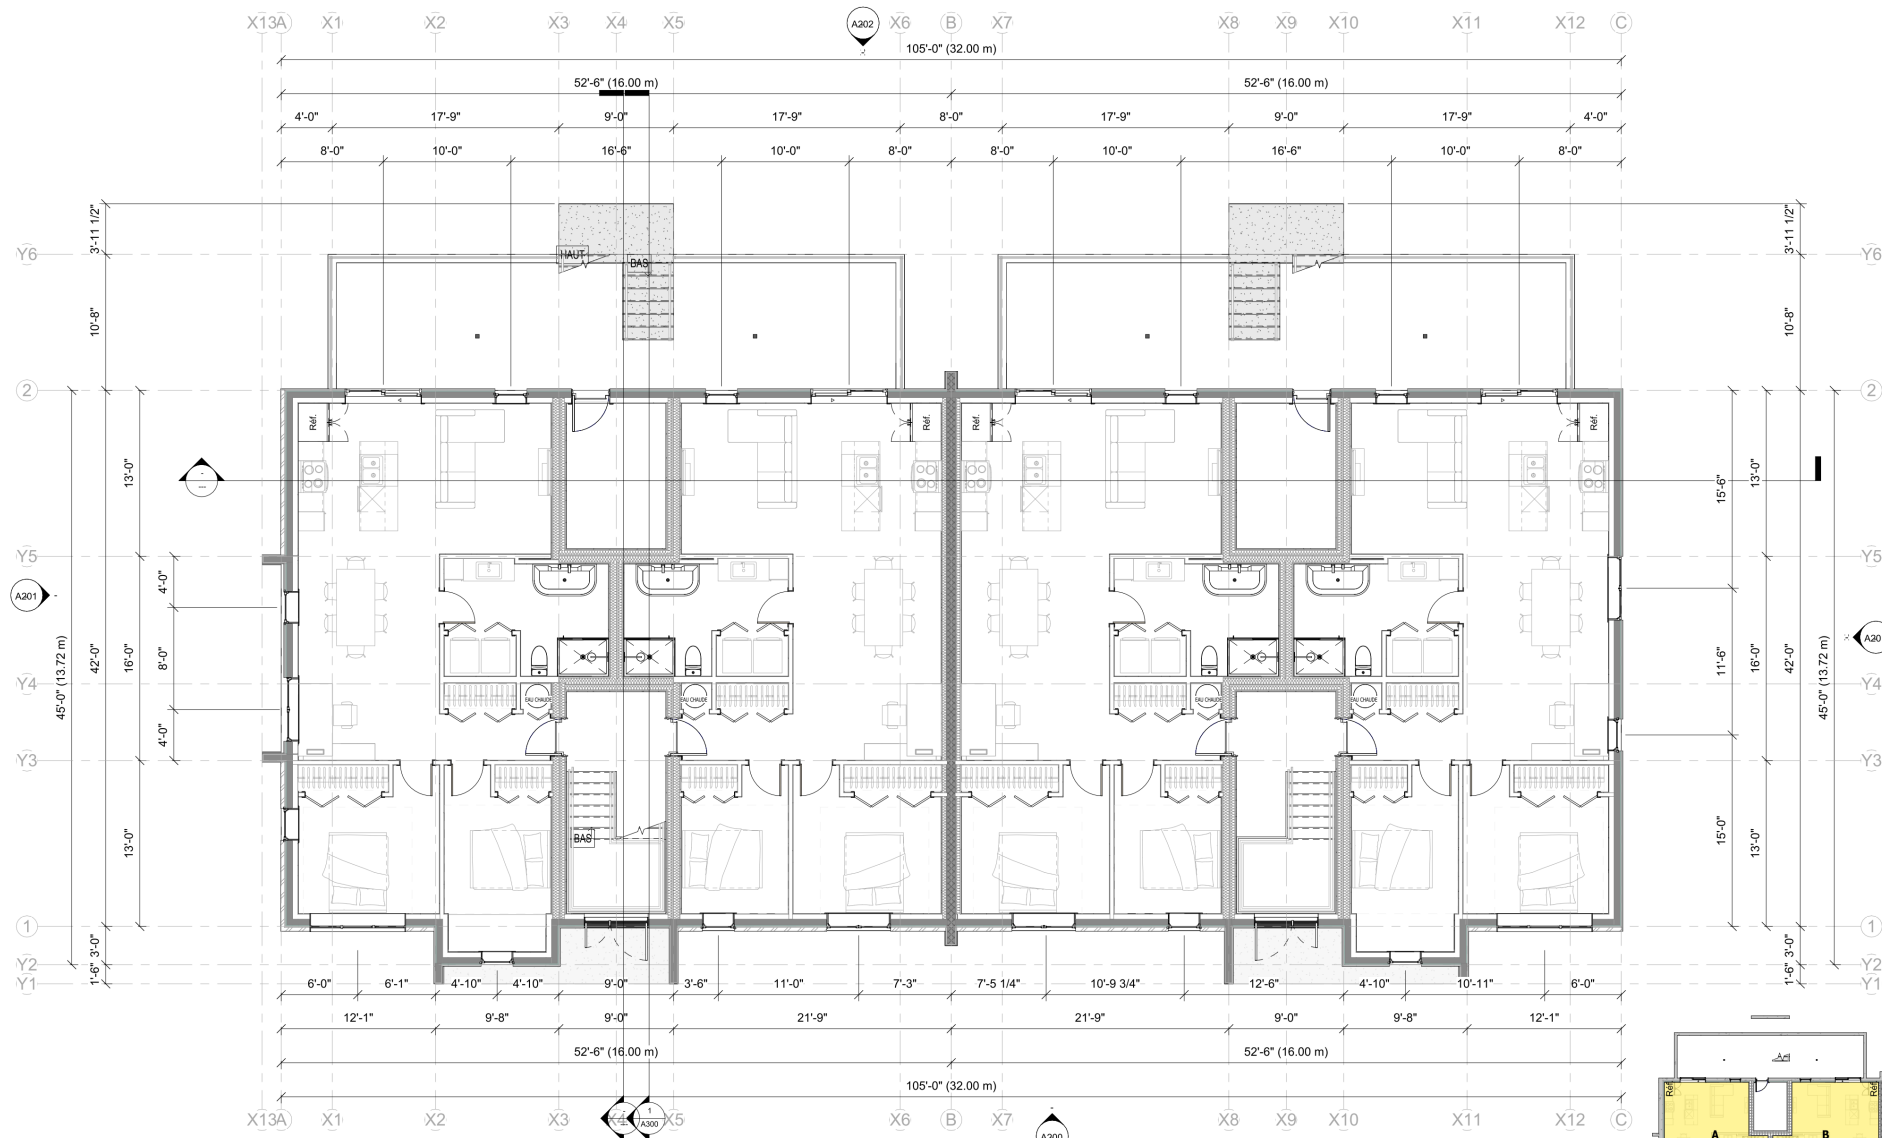 X13 A X1 X2 X3 X4 X5 X6 B X7 X8 X9 X10 X11 X12 C
A202
105'-0" (32.00 m)
52'-6" (16.00 m) 52'-6" (16.00 m)
4'-0" 17'-9" 9'-0" 17'-9" 8'-0" 17'-9" 9'-0" 17'-9" 4'-0"
8'-0" 10'-0" 16'-6" 10'-0" 8'-0" 8'-0" 10'-0" 16'-6" 10'-0" 8'-0"
3'-11 1/2" 3'-11 1/2"
Y6 HAUT BAS Y6
10'-8" 10'-8"
2 2
Réf. Réf. Réf. Réf.
13'-0" 15'-6" 13'-0"
Y5 Y5
4'-0"
A201
A20
45'-0" (13.72 m) 42'-0" 16'-0" 8'-0" 11'-6" 16'-0" 42'-0" 45'-0" (13.72 m)
Y4 Y4
EAU CHAUDE EAU CHAUDE EAU CHAUDE EAU CHAUDE
4'-0"
Y3 Y3
BAS
13'-0" 15'-0" 13'-0"
1 1
3'-0" 3'-0"
Y2 Y2
1'-6" 1'-6"
Y1 Y1
6'-0" 6'-1" 4'-10" 4'-10" 9'-0" 3'-6" 11'-0" 7'-3" 7'-5 1/4" 10'-9 3/4" 12'-6" 4'-10" 10'-11" 6'-0"
12'-1" 9'-8" 9'-0" 21'-9" 21'-9" 9'-0" 9'-8" 12'-1"
52'-6" (16.00 m) 52'-6" (16.00 m)
105'-0" (32.00 m)
X13 A X1 X2 X3 X4 X5 X6 B X7 X8 X9 X10 X11 X12 C
1
A300
A200
Réf. Réf.
A B